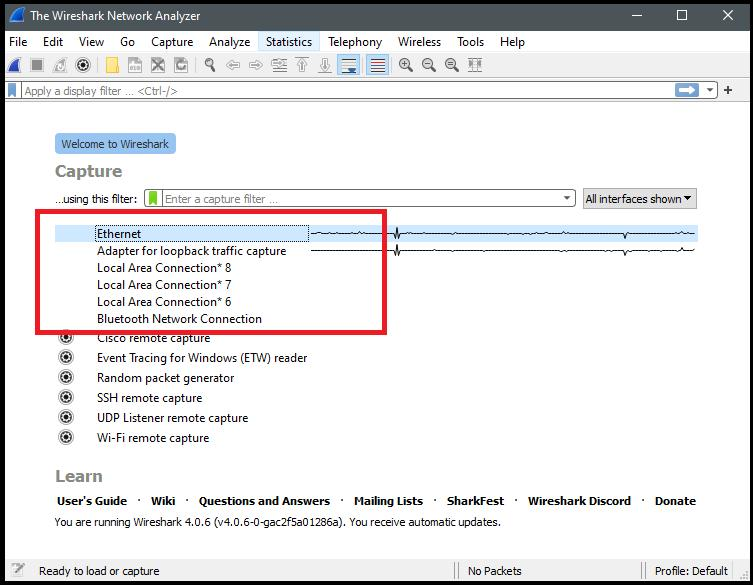 The Wireshark Network Analyzer
File Edit View Go Capture Analyze Statistics Telephony Wireless Tools Help
Apply a display filter ... <Ctrl-/>
Welcome to Wireshark
Capture
...using this filter: Enter a capture filter ... All interfaces shown
Ethernet
Adapter for loopback traffic capture
Local Area Connection* 8
Local Area Connection* 7
Local Area Connection* 6
Bluetooth Network Connection
Cisco remote capture
Event Tracing for Windows (ETW) reader
Random packet generator
SSH remote capture
UDP Listener remote capture
Wi-Fi remote capture
Learn
User's Guide · Wiki · Questions and Answers · Mailing Lists · SharkFest · Wireshark Discord · Donate
You are running Wireshark 4.0.6 (v4.0.6-0-gac2f5a01286a). You receive automatic updates.
Ready to load or capture No Packets Profile: Default